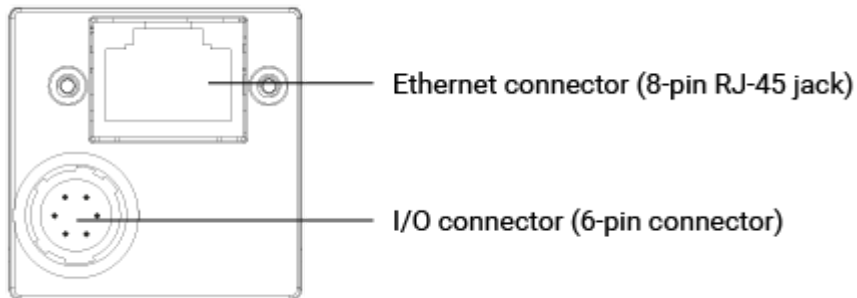 Ethernet connector (8-pin RJ-45 jack)
I/O connector (6-pin connector)